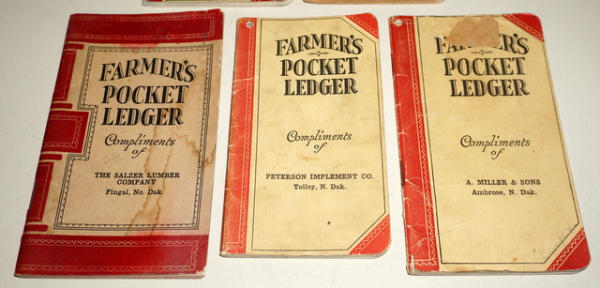 FARMER'S
POCKET
LEDGER
Compliments
of
THE SALZER LUMBER
COMPANY
Fingal, No. Dak.
FARMER'S
POCKET
LEDGER
Compliments
of
PETERSON IMPLEMENT CO.
Tolley, N. Dak.
FARMER'S
POCKET
LEDGER
Compliments
of
A. MILLER & SONS
Ambrose, N. Dak.